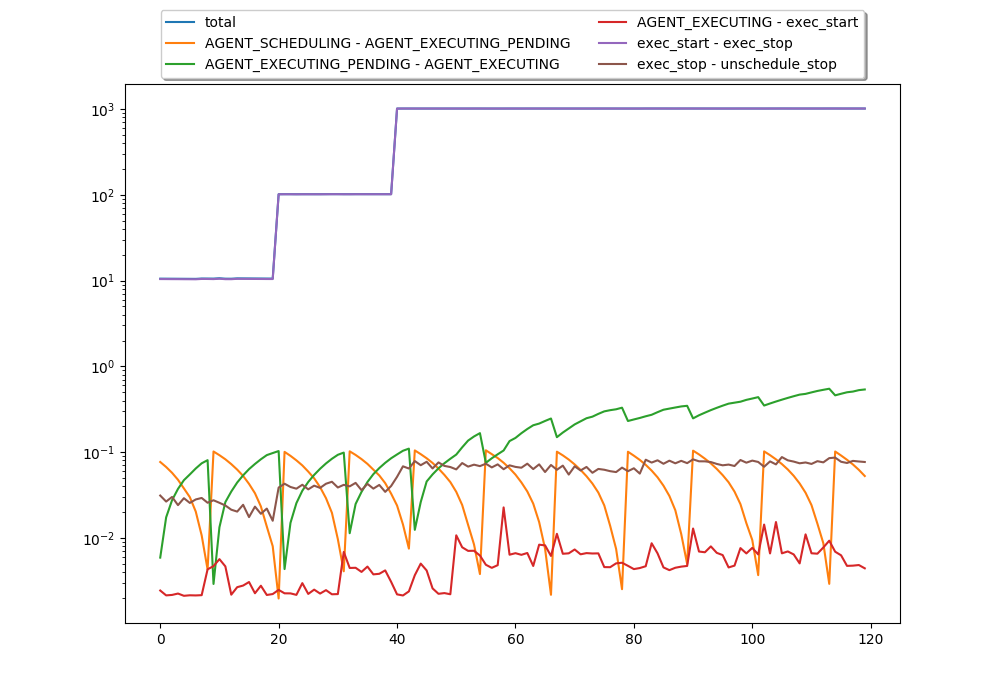 total
AGENT_SCHEDULING - AGENT_EXECUTING_PENDING
AGENT_EXECUTING_PENDING - AGENT_EXECUTING
AGENT_EXECUTING - exec_start
exec_start - exec_stop
exec_stop - unschedule_stop
10³
10²
10¹
10⁰
10⁻¹
10⁻²
0 20 40 60 80 100 120